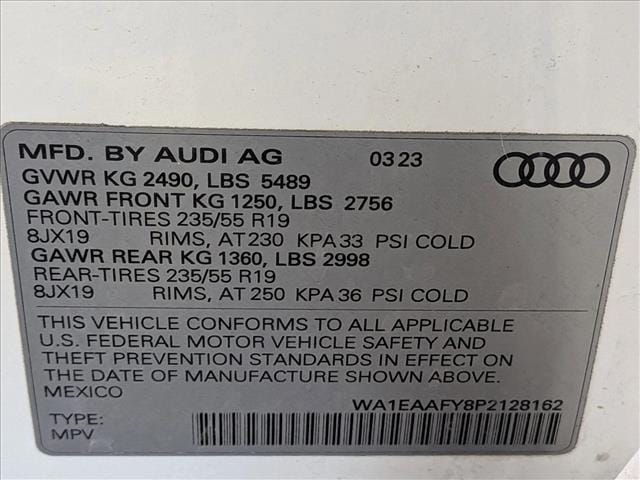 MFD. BY AUDI AG 03 23
GVWR KG 2490, LBS 5489
GAWR FRONT KG 1250, LBS 2756
FRONT-TIRES 235/55 R19
8JX19 RIMS, AT 230 KPA 33 PSI COLD
GAWR REAR KG 1360, LBS 2998
REAR-TIRES 235/55 R19
8JX19 RIMS, AT 250 KPA 36 PSI COLD
THIS VEHICLE CONFORMS TO ALL APPLICABLE
U.S. FEDERAL MOTOR VEHICLE SAFETY AND
THEFT PREVENTION STANDARDS IN EFFECT ON
THE DATE OF MANUFACTURE SHOWN ABOVE.
MEXICO
WA1EAAFY8P2128162
TYPE:
MPV